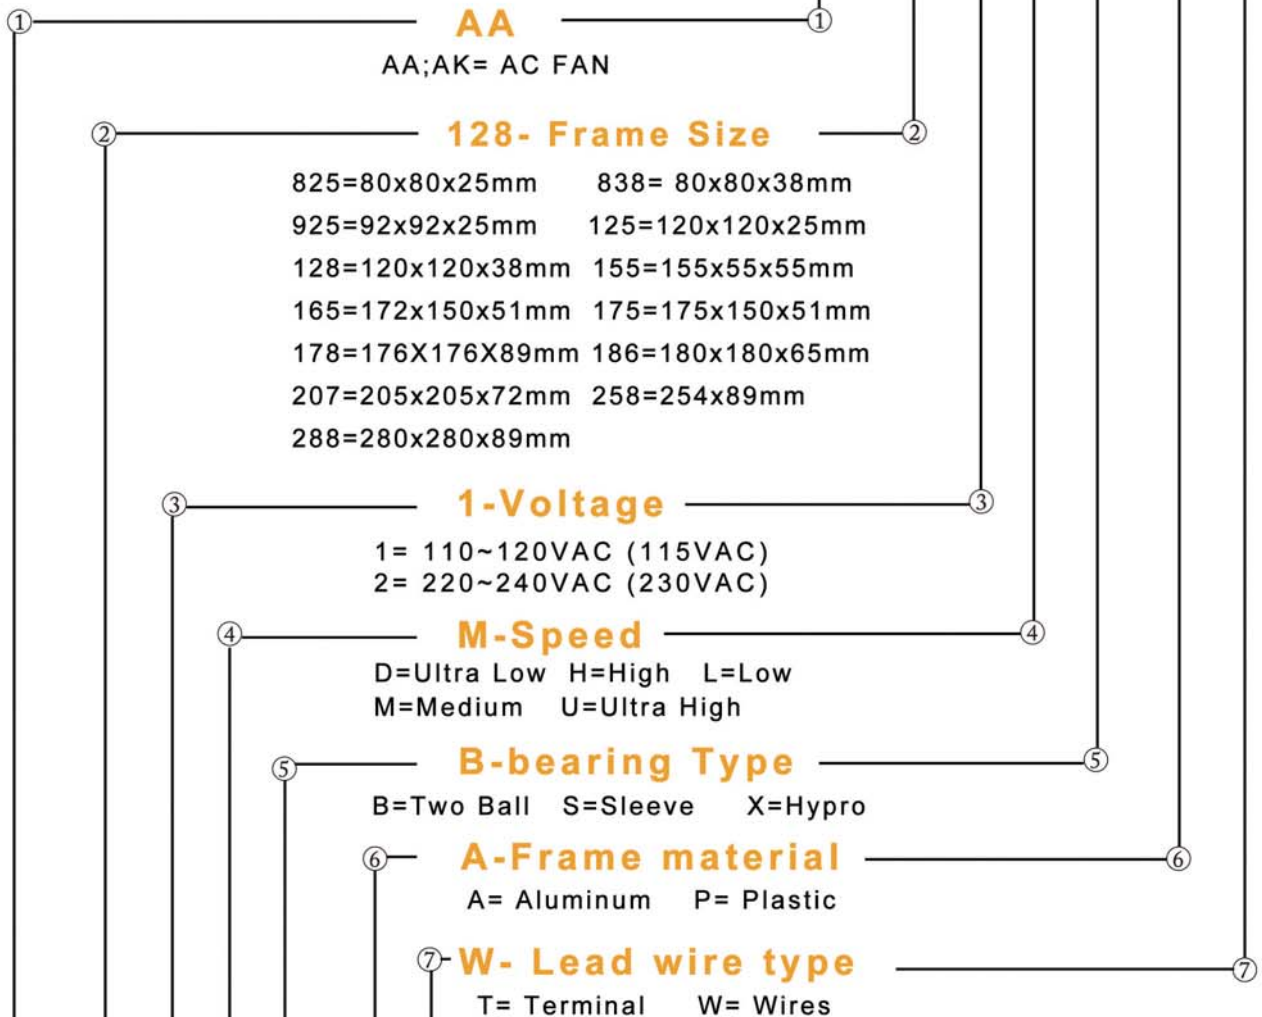 ① AA ①
AA;AK= AC FAN
② 128- Frame Size ②
825=80x80x25mm 838= 80x80x38mm
925=92x92x25mm 125=120x120x25mm
128=120x120x38mm 155=155x55x55mm
165=172x150x51mm 175=175x150x51mm
178=176X176X89mm 186=180x180x65mm
207=205x205x72mm 258=254x89mm
288=280x280x89mm
③ 1-Voltage ③
1= 110~120VAC (115VAC)
2= 220~240VAC (230VAC)
④ M-Speed ④
D=Ultra Low H=High L=Low
M=Medium U=Ultra High
⑤ B-bearing Type ⑤
B=Two Ball S=Sleeve X=Hypro
⑥ A-Frame material ⑥
A= Aluminum P= Plastic
⑦ W- Lead wire type ⑦
T= Terminal W= Wires